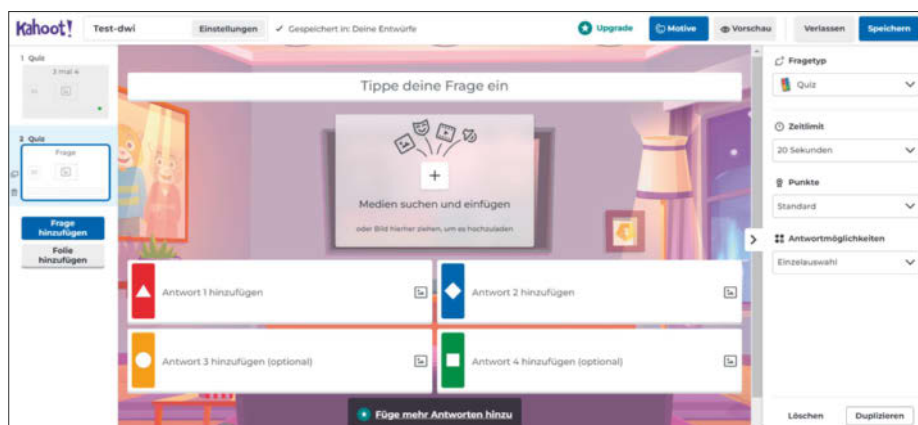 Kahoot!
Test-dwi
Einstellungen
Gespeichert in: Deine Entwürfe
Upgrade
Motive
Vorschau
Verlassen
Speichern
1 Quiz
3 mal 4
2 Quiz
Frage
Frage
hinzufügen
Folie
hinzufügen
Tippe deine Frage ein
Medien suchen und einfügen
oder Bild hierher ziehen, um es hochzuladen
Antwort 1 hinzufügen
Antwort 2 hinzufügen
Antwort 3 hinzufügen (optional)
Antwort 4 hinzufügen (optional)
Füge mehr Antworten hinzu
Fragetyp
Quiz
Zeitlimit
20 Sekunden
Punkte
Standard
Antwortmöglichkeiten
Einzelauswahl
Löschen
Duplizieren